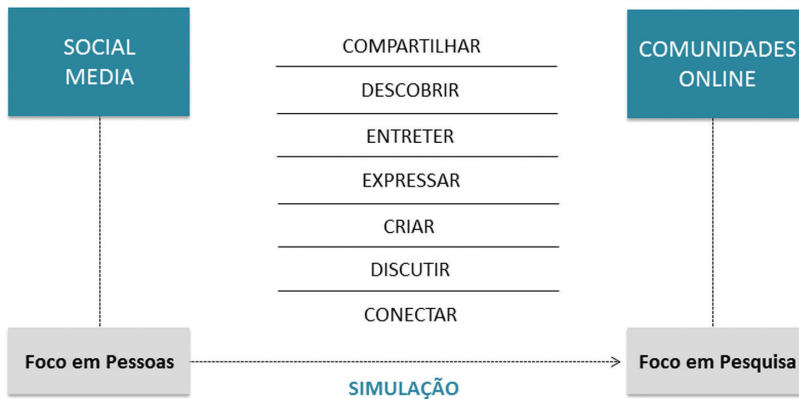 SOCIAL
MEDIA
COMPARTILHAR
DESCOBRIR
ENTRETER
EXPRESSAR
CRIAR
DISCUTIR
CONECTAR
COMUNIDADES
ONLINE
Foco em Pessoas
SIMULAÇÃO
Foco em Pesquisa